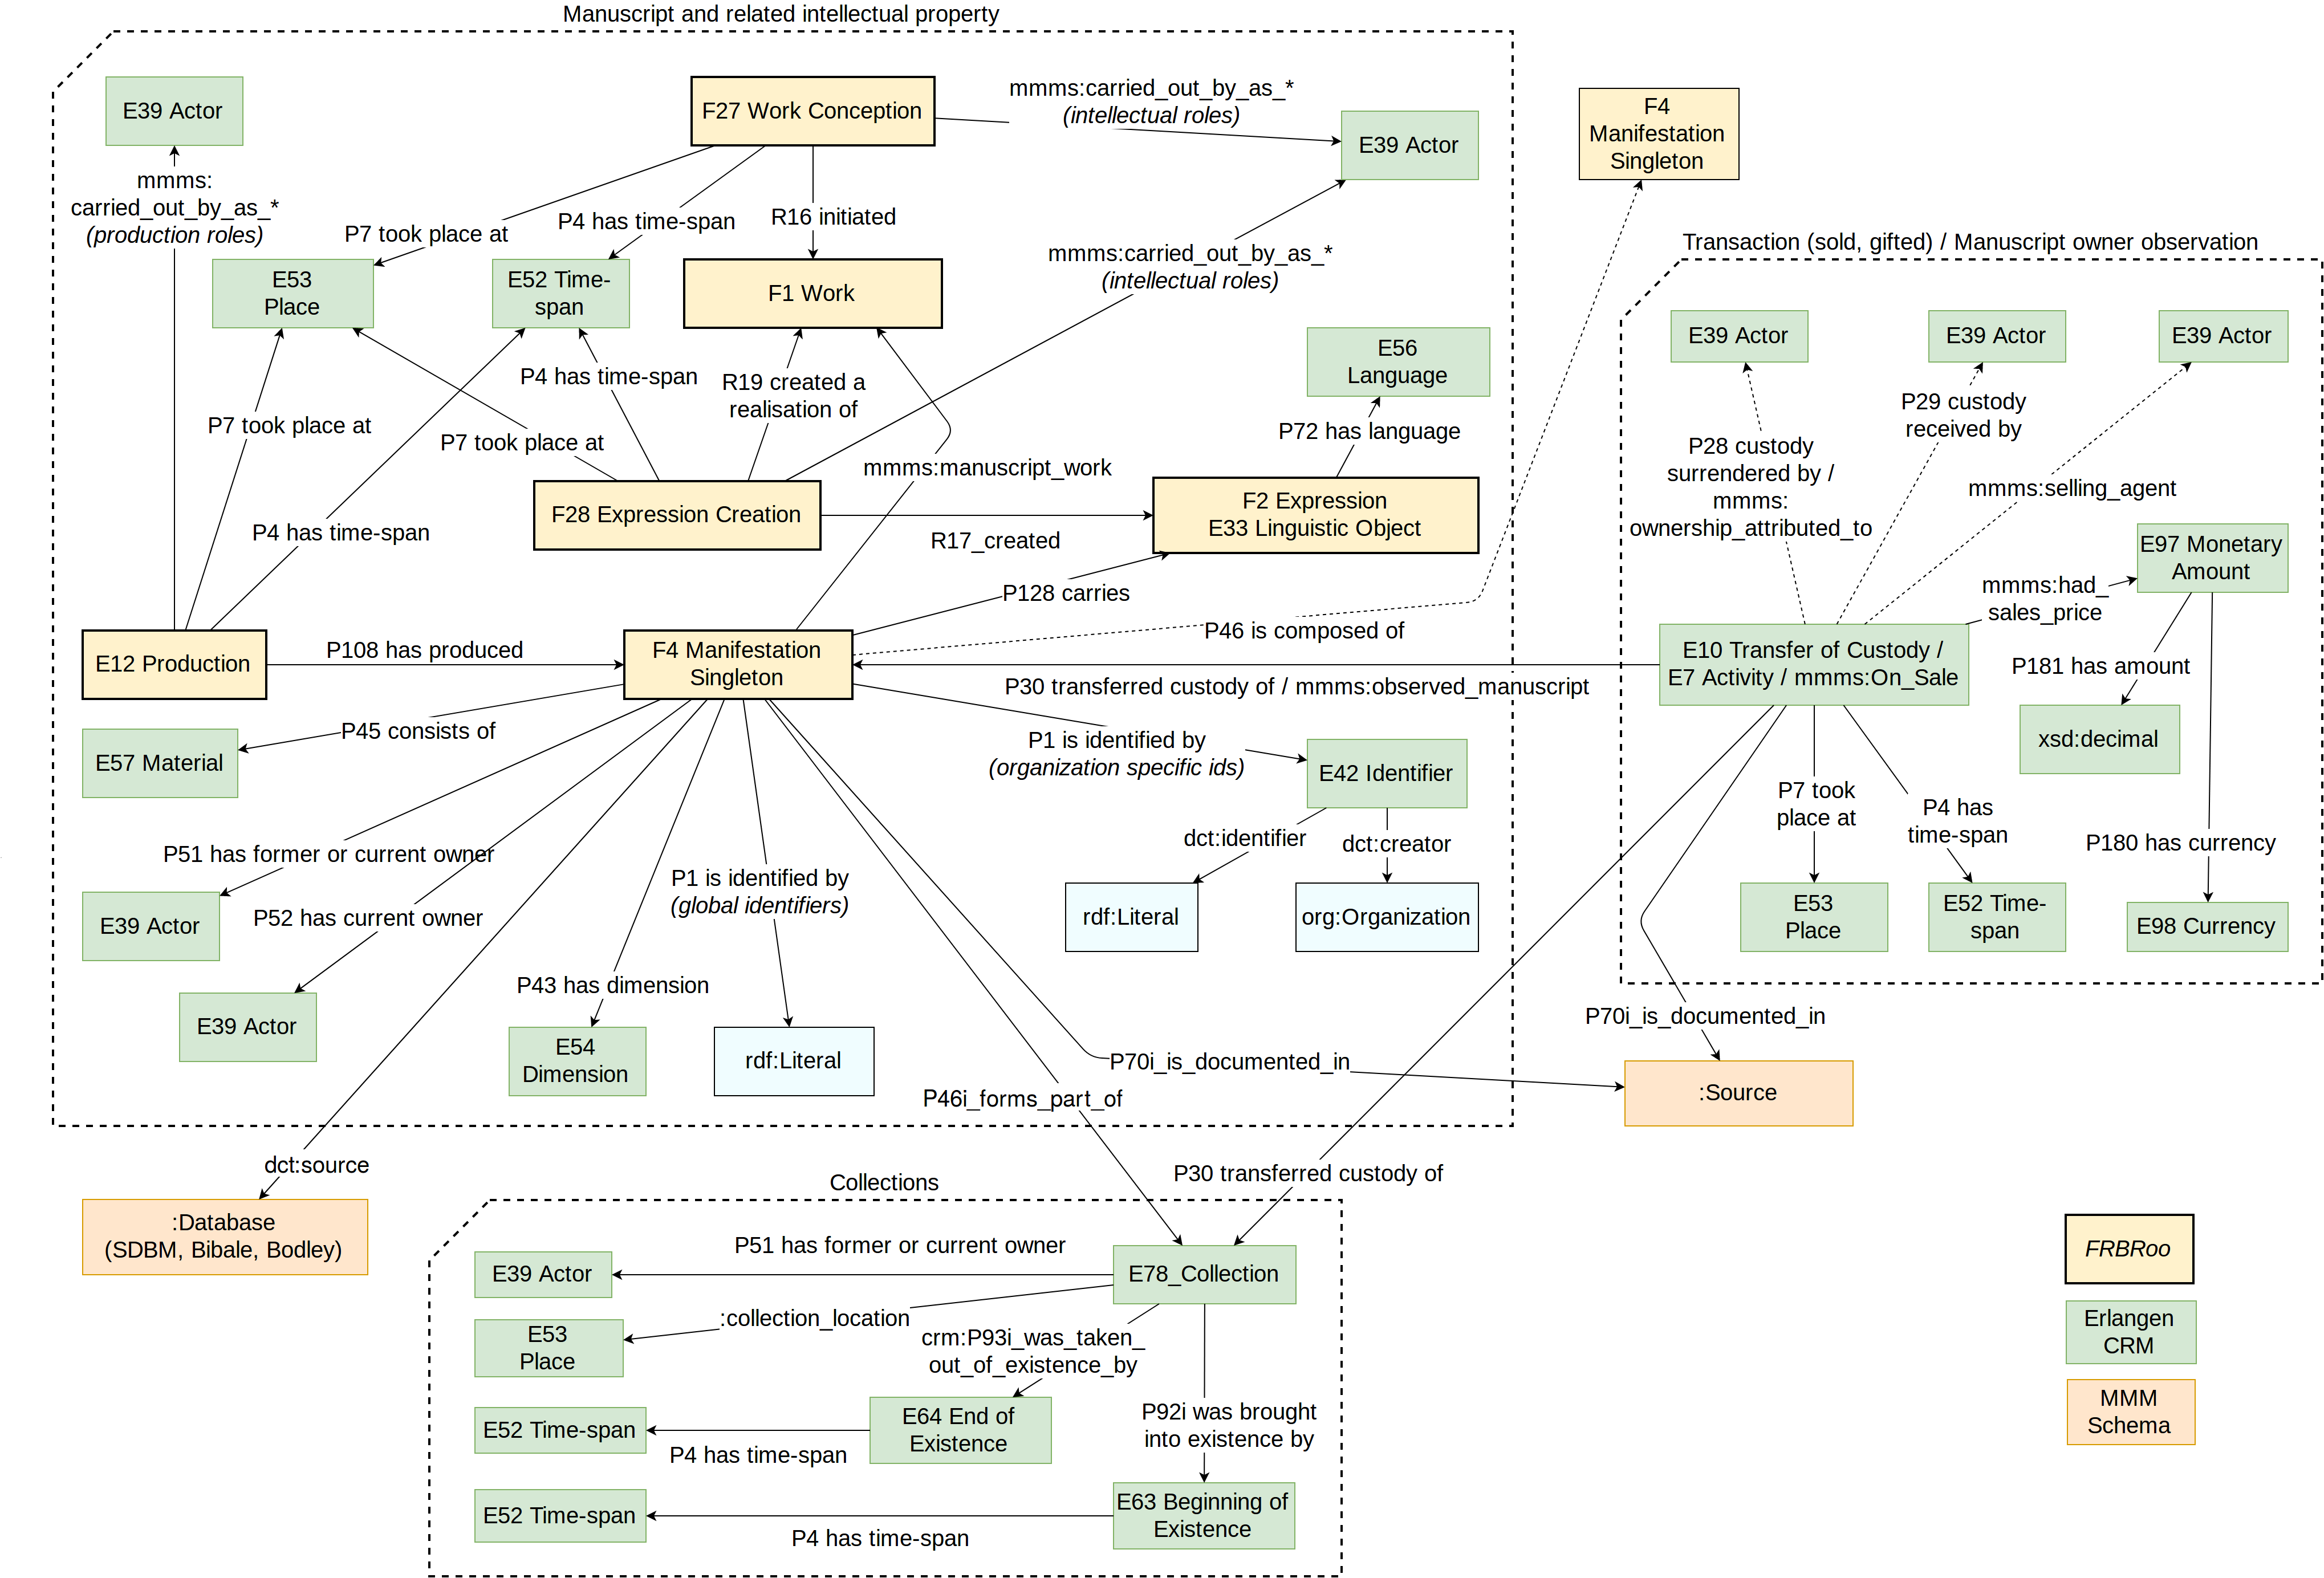 Manuscript and related intellectual property
E39 Actor
F27 Work Conception
mmms:carried_out_by_as_*
(intellectual roles)
E39 Actor
F4
Manifestation
Singleton
mmms:
carried_out_by_as_*
(production roles)
P7 took place at
P4 has time-span
R16 initiated
mmms:carried_out_by_as_*
(intellectual roles)
Transaction (sold, gifted) / Manuscript owner observation
E53
Place
E52 Time-
span
F1 Work
E56
Language
E39 Actor
E39 Actor
E39 Actor
P4 has time-span
R19 created a
realisation of
P7 took place at
P7 took place at
P72 has language
mmms:manuscript_work
P29 custody
received by
P28 custody
surrendered by /
mmms:
ownership_attributed_to
mmms:selling_agent
F28 Expression Creation
F2 Expression
E33 Linguistic Object
R17_created
P4 has time-span
E97 Monetary
Amount
P128 carries
mmms:had_
sales_price
P46 is composed of
E12 Production
P108 has produced
F4 Manifestation
Singleton
E10 Transfer of Custody /
E7 Activity / mmms:On_Sale
P181 has amount
P30 transferred custody of / mmms:observed_manuscript
P45 consists of
P1 is identified by
(organization specific ids)
E57 Material
E42 Identifier
xsd:decimal
P7 took
place at
P4 has
time-span
dct:identifier
dct:creator
P180 has currency
P51 has former or current owner
P1 is identified by
(global identifiers)
E39 Actor
P52 has current owner
rdf:Literal
org:Organization
E53
Place
E52 Time-
span
E98 Currency
P43 has dimension
E39 Actor
E54
Dimension
rdf:Literal
P70i_is_documented_in
P70i_is_documented_in
:Source
P46i_forms_part_of
dct:source
P30 transferred custody of
Collections
:Database
(SDBM, Bibale, Bodley)
P51 has former or current owner
E39 Actor
E78_Collection
:collection_location
E53
Place
crm:P93i_was_taken_
out_of_existence_by
E52 Time-span
E64 End of
Existence
P4 has time-span
P92i was brought
into existence by
E52 Time-span
E63 Beginning of
Existence
P4 has time-span
FRBRoo
Erlangen
CRM
MMM
Schema